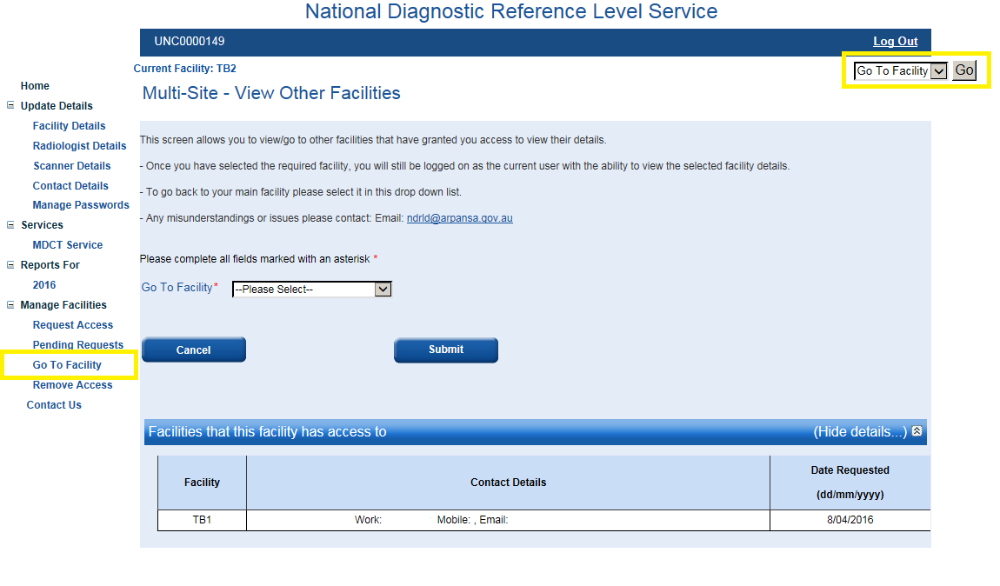 National Diagnostic Reference Level Service
UNC0000149
Log Out
Current Facility: TB2
Go To Facility
Go
Home
Update Details
Facility Details
Radiologist Details
Scanner Details
Contact Details
Manage Passwords
Services
MDCT Service
Reports For
2016
Manage Facilities
Request Access
Pending Requests
Go To Facility
Remove Access
Contact Us
Multi-Site - View Other Facilities
This screen allows you to view/go to other facilities that have granted you access to view their details.
- Once you have selected the required facility, you will still be logged on as the current user with the ability to view the selected facility details.
- To go back to your main facility please select it in this drop down list.
- Any misunderstandings or issues please contact: Email: ndrld@arpansa.gov.au
Please complete all fields marked with an asterisk *
Go To Facility* --Please Select--
Cancel
Submit
Facilities that this facility has access to (Hide details...)
Facility Contact Details Date Requested
(dd/mm/yyyy)
TB1 Work: Mobile: , Email: 8/04/2016